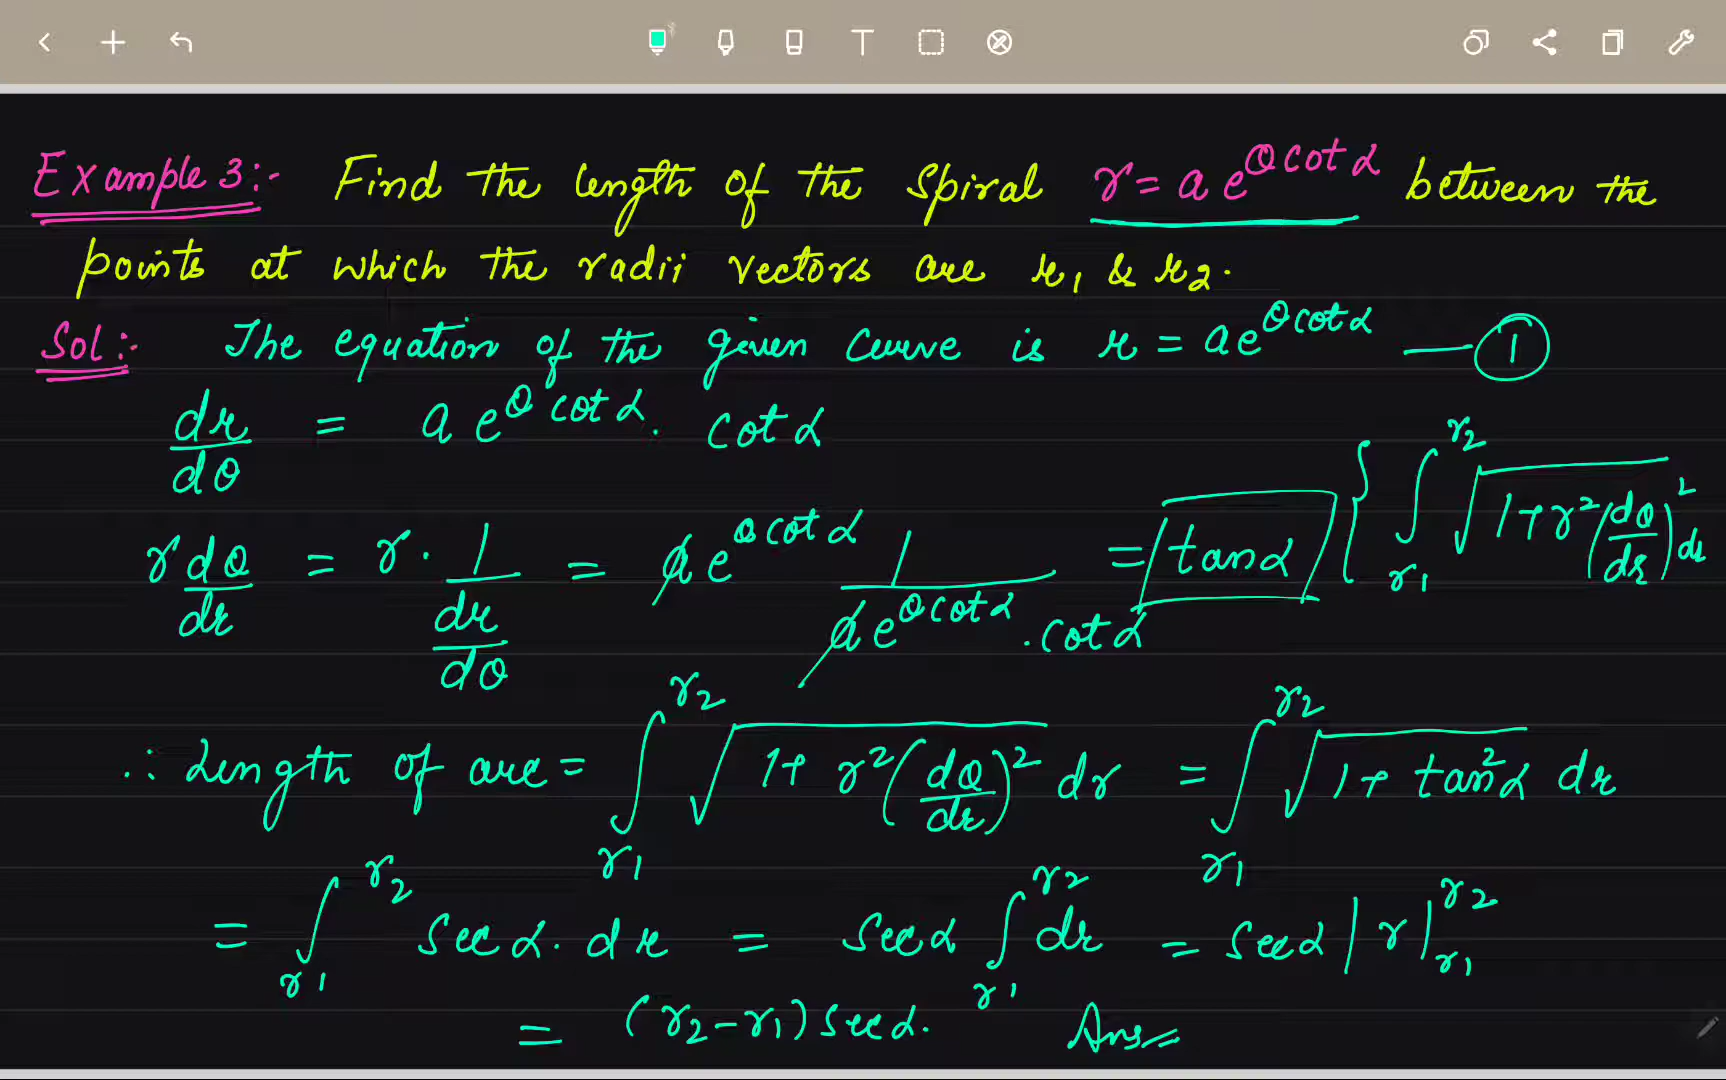 Example 3:- Find the length of the spiral r = a e^{θ cot α} between the
points at which the radii vectors are r₁ & r₂.
Sol:- The equation of the given curve is r = a e^{θ cot α} —— ①
dr/dθ = a e^{θ cot α} . cot α
r dθ/dr = r . 1/(dr/dθ) = a e^{θ cot α} 1/(a e^{θ cot α} . cot α) = tan α { ∫_{r₁}^{r₂} √(1 + r² (dθ/dr)²) dr
∴ Length of arc = ∫_{r₁}^{r₂} √(1 + r² (dθ/dr)²) dr = ∫_{r₁}^{r₂} √(1 + tan² α) dr
= ∫_{r₁}^{r₂} sec α . dr = sec α ∫_{r₁}^{r₂} dr = sec α |r|_{r₁}^{r₂}
= (r₂ - r₁) sec α. Ans